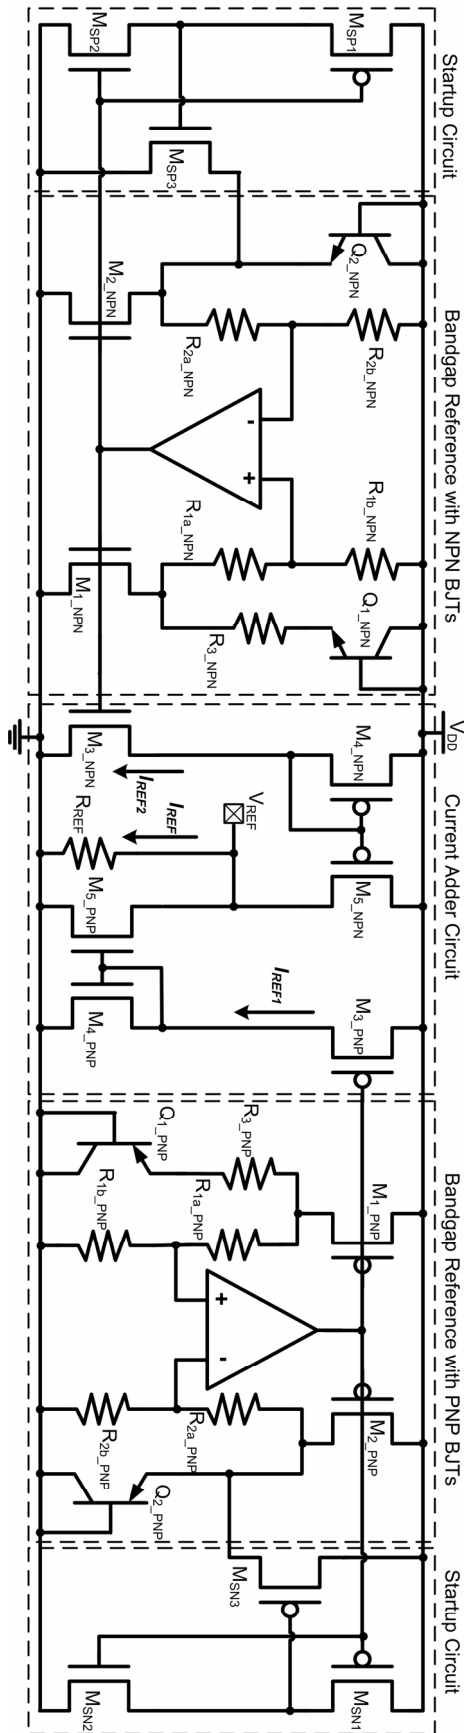 Startup Circuit
Bandgap Reference with NPN BJTs
Current Adder Circuit
Bandgap Reference with PNP BJTs
Startup Circuit
VDD
MSP1
MSP2
MSP3
Q2_NPN
R2b_NPN
R1b_NPN
Q1_NPN
M2_NPN
R2a_NPN
-
+
R1a_NPN
R3_NPN
M1_NPN
M4_NPN
M5_NPN
M3_PNP
M3_NPN
IREF2
IREF
VREF
IREF1
RREF
M5_PNP
M4_PNP
M1_PNP
M2_PNP
R3_PNP
R1a_PNP
+
-
R2a_PNP
Q1_PNP
R1b_PNP
R2b_PNP
Q2_PNP
MSN3
MSN1
MSN2